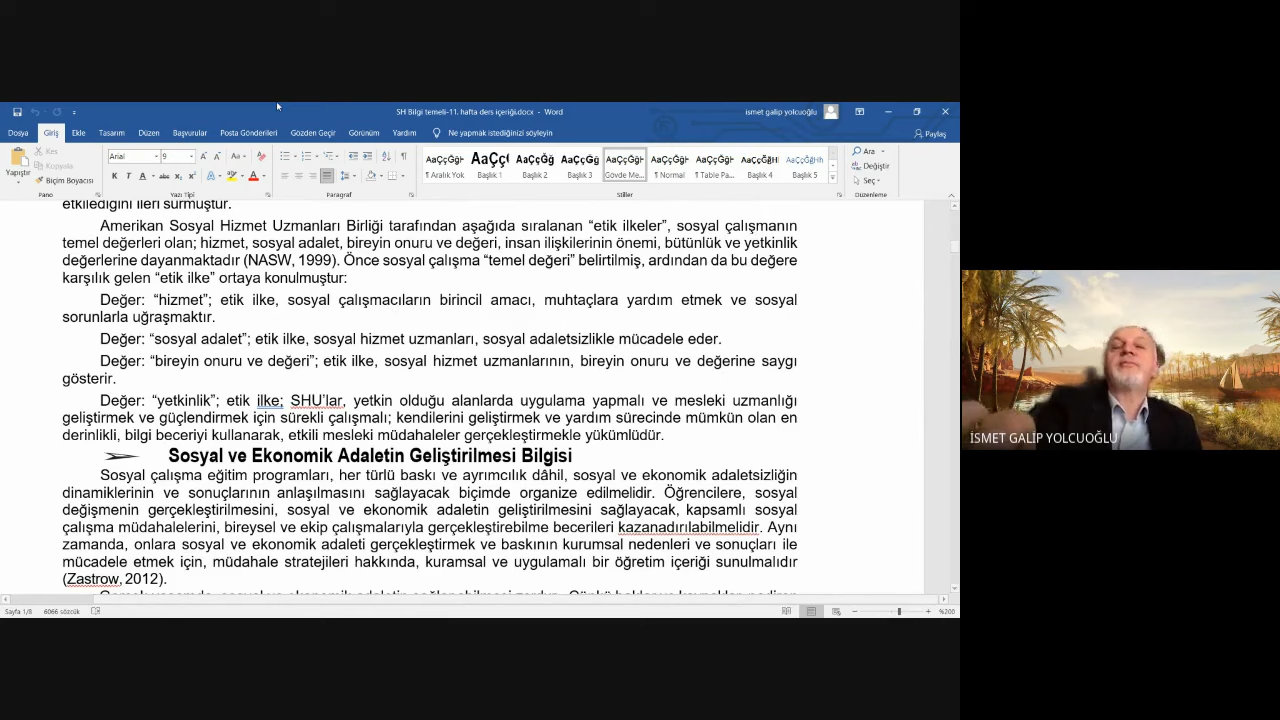 SH Bilgi temeli-11. hafta ders içeriği.docx - Word
ismet galip yolcuoğlu
Dosya Giriş Ekle Tasarım Düzen Başvurular Posta Gönderileri Gözden Geçir Görünüm Yardım Ne yapmak istediğinizi söyleyin Paylaş
Yapıştır
Kes
Kopyala
Biçim Boyacısı
Arial 9
AaÇçĞğHı AaÇçĞ AaÇçĞğ AaÇçĞğ AaÇçĞğHı AaÇçĞğHı AaÇçĞğHı AaÇçĞğHı AaÇçĞğHh
¶ Aralık Yok Başlık 1 Başlık 2 Başlık 3 Gövde Me... ¶ Normal ¶ Table Pa... Başlık 4 Başlık 5
Ara
Değiştir
Seç
Pano Yazı Tipi Paragraf Stiller Düzenleme
etkilediğini ileri sürmüştür.
Amerikan Sosyal Hizmet Uzmanları Birliği tarafından aşağıda sıralanan “etik ilkeler”, sosyal çalışmanın
temel değerleri olan; hizmet, sosyal adalet, bireyin onuru ve değeri, insan ilişkilerinin önemi, bütünlük ve yetkinlik
değerlerine dayanmaktadır (NASW, 1999). Önce sosyal çalışma “temel değeri” belirtilmiş, ardından da bu değere
karşılık gelen “etik ilke” ortaya konulmuştur:
Değer: “hizmet”; etik ilke, sosyal çalışmacıların birincil amacı, muhtaçlara yardım etmek ve sosyal
sorunlarla uğraşmaktır.
Değer: “sosyal adalet”; etik ilke, sosyal hizmet uzmanları, sosyal adaletsizlikle mücadele eder.
Değer: “bireyin onuru ve değeri”; etik ilke, sosyal hizmet uzmanlarının, bireyin onuru ve değerine saygı
gösterir.
Değer: “yetkinlik”; etik ilke; SHU’lar, yetkin olduğu alanlarda uygulama yapmalı ve mesleki uzmanlığı
geliştirmek ve güçlendirmek için sürekli çalışmalı; kendilerini geliştirmek ve yardım sürecinde mümkün olan en
derinlikli, bilgi beceriyi kullanarak, etkili mesleki müdahaleler gerçekleştirmekle yükümlüdür.
Sosyal ve Ekonomik Adaletin Geliştirilmesi Bilgisi
Sosyal çalışma eğitim programları, her türlü baskı ve ayrımcılık dâhil, sosyal ve ekonomik adaletsizliğin
dinamiklerinin ve sonuçlarının anlaşılmasını sağlayacak biçimde organize edilmelidir. Öğrencilere, sosyal
değişmenin gerçekleştirilmesini, sosyal ve ekonomik adaletin geliştirilmesini sağlayacak, kapsamlı sosyal
çalışma müdahalelerini, bireysel ve ekip çalışmalarıyla gerçekleştirebilme becerileri kazanadırılabilmelidir. Aynı
zamanda, onlara sosyal ve ekonomik adaleti gerçekleştirmek ve baskının kurumsal nedenleri ve sonuçları ile
mücadele etmek için, müdahale stratejileri hakkında, kuramsal ve uygulamalı bir öğretim içeriği sunulmalıdır
(Zastrow, 2012).
Sayfa 1/8 6066 sözcük %200
İSMET GALİP YOLCUOĞLU